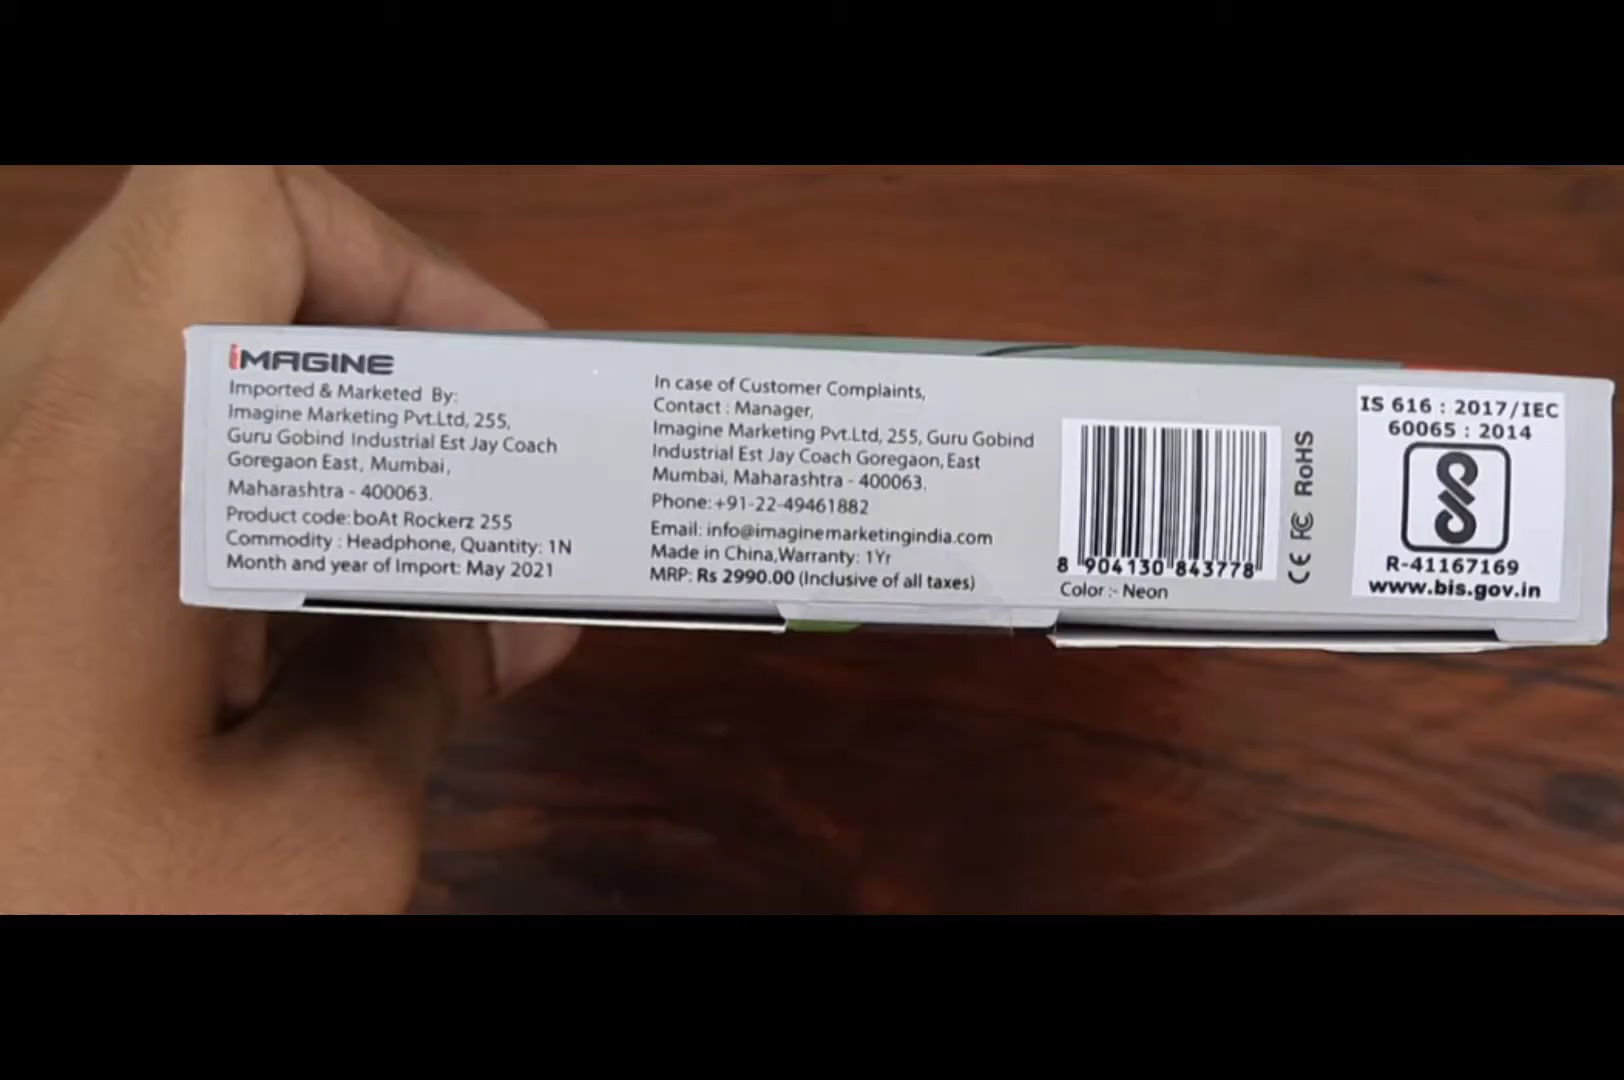 iMAGINE
Imported & Marketed By:
Imagine Marketing Pvt.Ltd, 255,
Guru Gobind Industrial Est Jay Coach
Goregaon East, Mumbai,
Maharashtra - 400063.
Product code:boAt Rockerz 255
Commodity : Headphone, Quantity: 1N
Month and year of Import: May 2021
In case of Customer Complaints,
Contact : Manager,
Imagine Marketing Pvt.Ltd, 255, Guru Gobind
Industrial Est Jay Coach Goregaon, East
Mumbai, Maharashtra - 400063.
Phone:+91-22-49461882
Email: info@imaginemarketingindia.com
Made in China,Warranty: 1Yr
MRP: Rs 2990.00 (Inclusive of all taxes)
8 904130 843778
Color :- Neon
CE FC RoHS
IS 616 : 2017/IEC
60065 : 2014
R-41167169
www.bis.gov.in